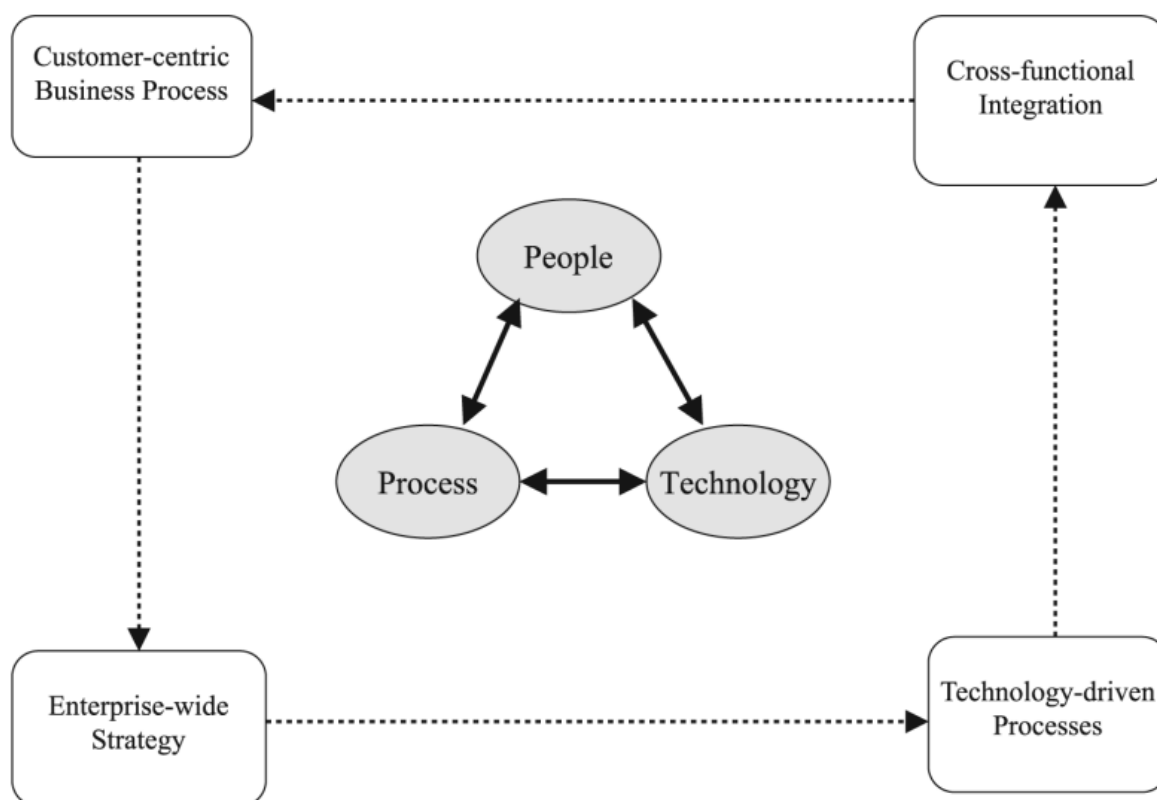 Customer-centric
Business Process
Cross-functional
Integration
People
Process
Technology
Enterprise-wide
Strategy
Technology-driven
Processes